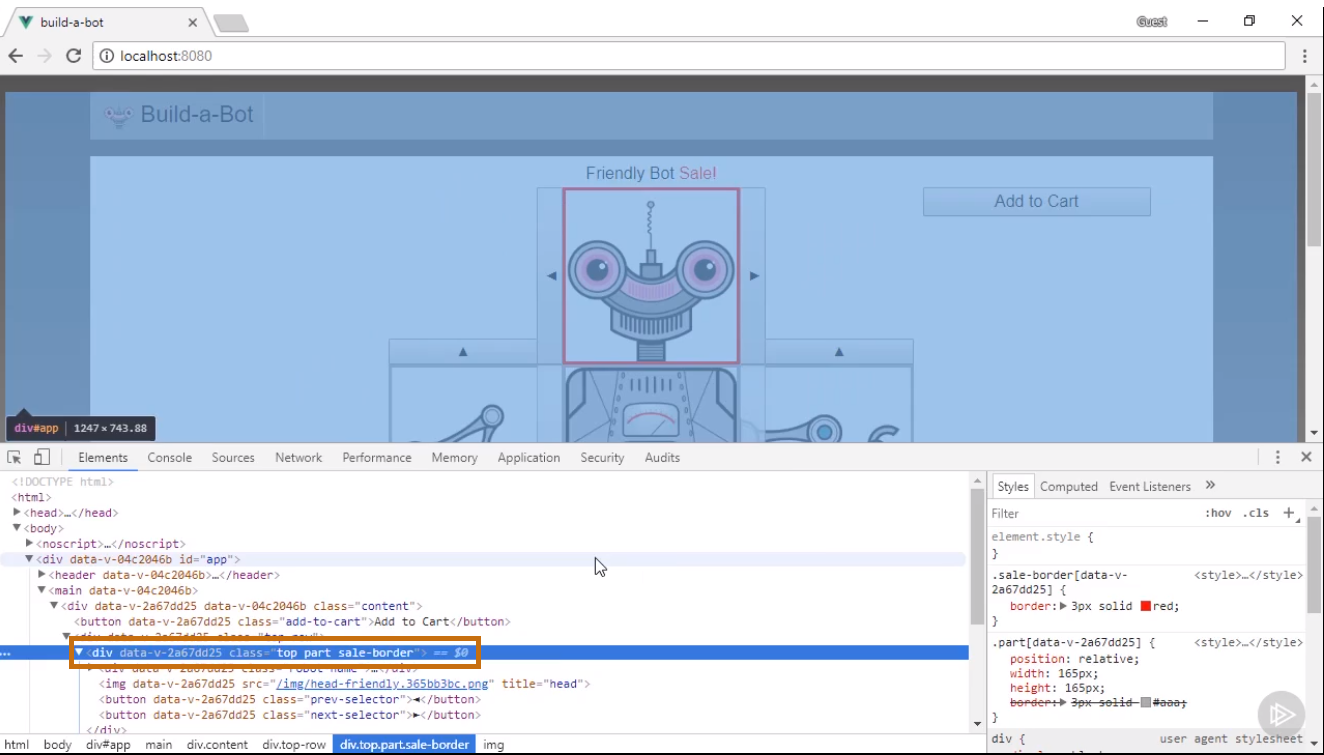 build-a-bot
Guest
localhost:8080
Build-a-Bot
Friendly Bot Sale!
Add to Cart
div#app | 1247 × 743.88
Elements Console Sources Network Performance Memory Application Security Audits
<!DOCTYPE html>
<html>
▶<head>…</head>
▼<body>
▶<noscript>…</noscript>
▼<div data-v-04c2046b id="app">
▶<header data-v-04c2046b>…</header>
▼<main data-v-04c2046b>
▼<div data-v-2a67dd25 data-v-04c2046b class="content">
<button data-v-2a67dd25 class="add-to-cart">Add to Cart</button>
▼<div data-v-2a67dd25 class="top-row">
… ▼<div data-v-2a67dd25 class="top part sale-border"> == $0
▶<div data-v-2a67dd25 class="robot-name">…</div>
<img data-v-2a67dd25 src="/img/head-friendly.365bb3bc.png" title="head">
<button data-v-2a67dd25 class="prev-selector">◄</button>
<button data-v-2a67dd25 class="next-selector">►</button>
</div>
html body div#app main div.content div.top-row div.top.part.sale-border img
Styles Computed Event Listeners »
Filter :hov .cls +
element.style {
}
.sale-border[data-v- <style>…</style>
2a67dd25] {
border:▶3px solid red;
}
.part[data-v-2a67dd25] { <style>…</style>
position: relative;
width: 165px;
height: 165px;
border:▶3px solid #aaa;
}
div { user agent stylesheet